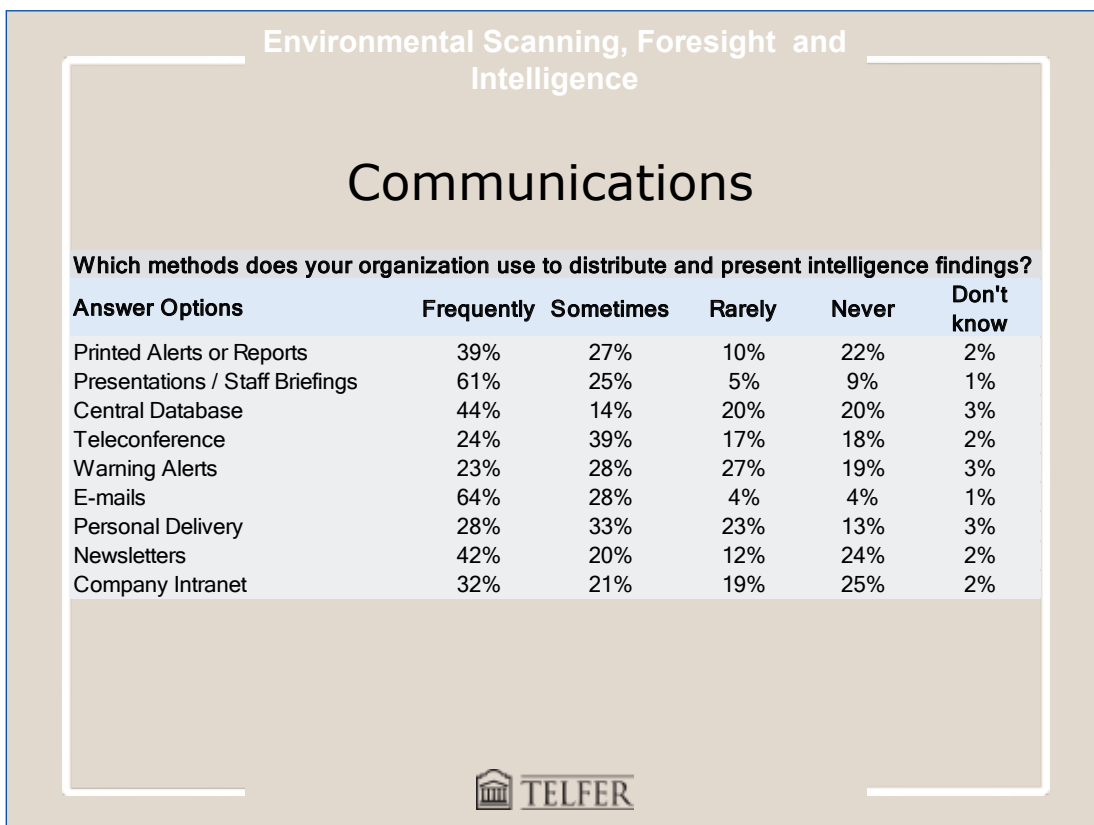 Environmental Scanning, Foresight and
Intelligence
Communications
Which methods does your organization use to distribute and present intelligence findings?
Answer Options Frequently Sometimes Rarely Never Don't know
Printed Alerts or Reports 39% 27% 10% 22% 2%
Presentations / Staff Briefings 61% 25% 5% 9% 1%
Central Database 44% 14% 20% 20% 3%
Teleconference 24% 39% 17% 18% 2%
Warning Alerts 23% 28% 27% 19% 3%
E-mails 64% 28% 4% 4% 1%
Personal Delivery 28% 33% 23% 13% 3%
Newsletters 42% 20% 12% 24% 2%
Company Intranet 32% 21% 19% 25% 2%
TELFER